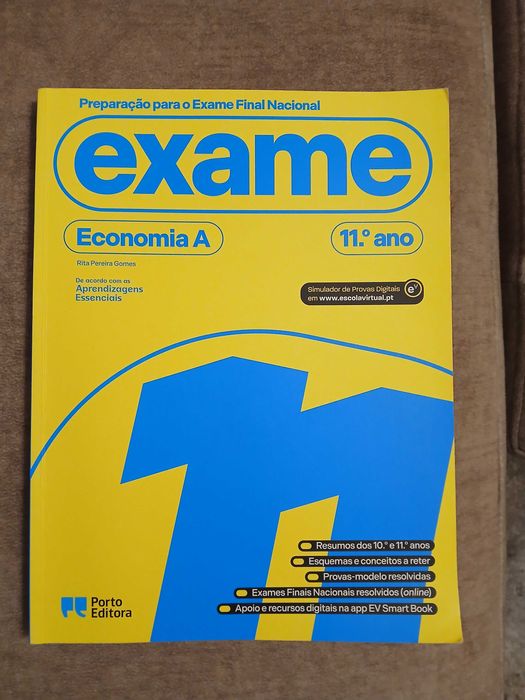 Preparação para o Exame Final Nacional
exame
Economia A
11.º ano
Rita Pereira Gomes
De acordo com as
Aprendizagens
Essenciais
Simulador de Provas Digitais
em www.escolavirtual.pt
eV
11
Resumos dos 10.º e 11.º anos
Esquemas e conceitos a reter
Provas-modelo resolvidas
Exames Finais Nacionais resolvidos (online)
Apoio e recursos digitais na app EV Smart Book
Porto
Editora